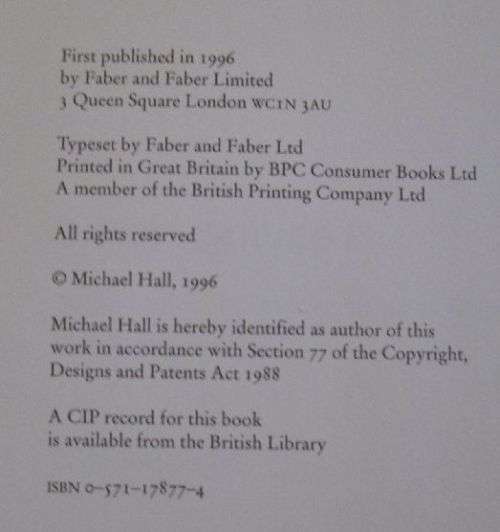 First published in 1996
by Faber and Faber Limited
3 Queen Square London WC1N 3AU
Typeset by Faber and Faber Ltd
Printed in Great Britain by BPC Consumer Books Ltd
A member of the British Printing Company Ltd
All rights reserved
© Michael Hall, 1996
Michael Hall is hereby identified as author of this
work in accordance with Section 77 of the Copyright,
Designs and Patents Act 1988
A CIP record for this book
is available from the British Library
ISBN 0–571–17877–4